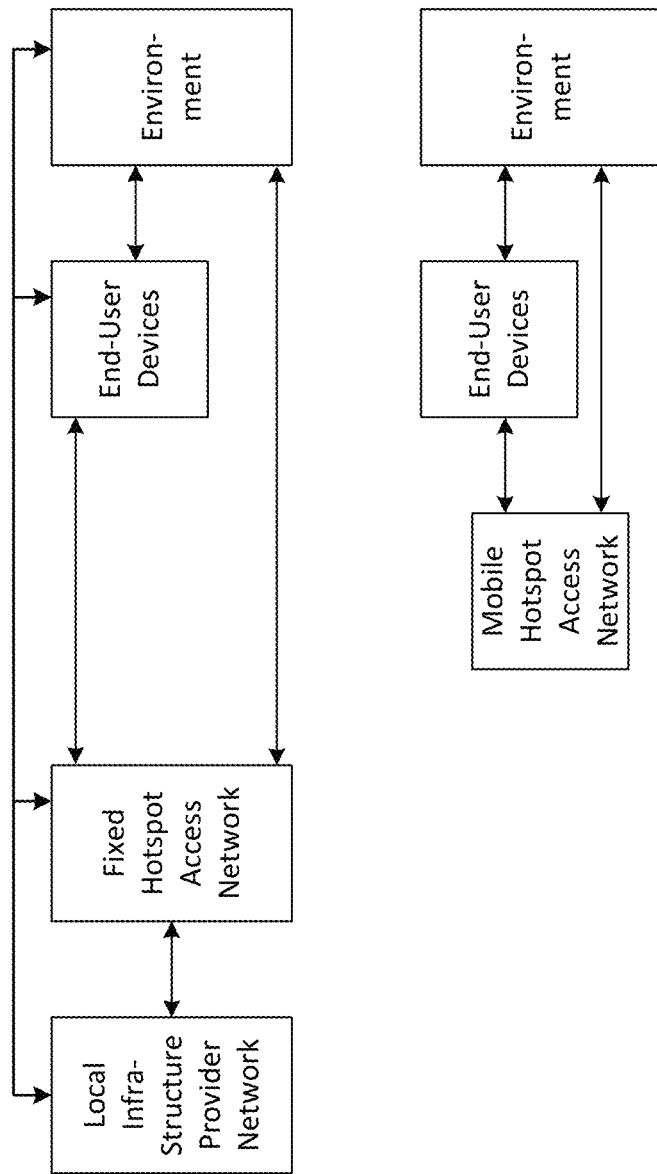 Local
Infra-
Structure
Provider
Network
Fixed
Hotspot
Access
Network
End-User
Devices
Environ-
ment
Mobile
Hotspot
Access
Network
End-User
Devices
Environ-
ment